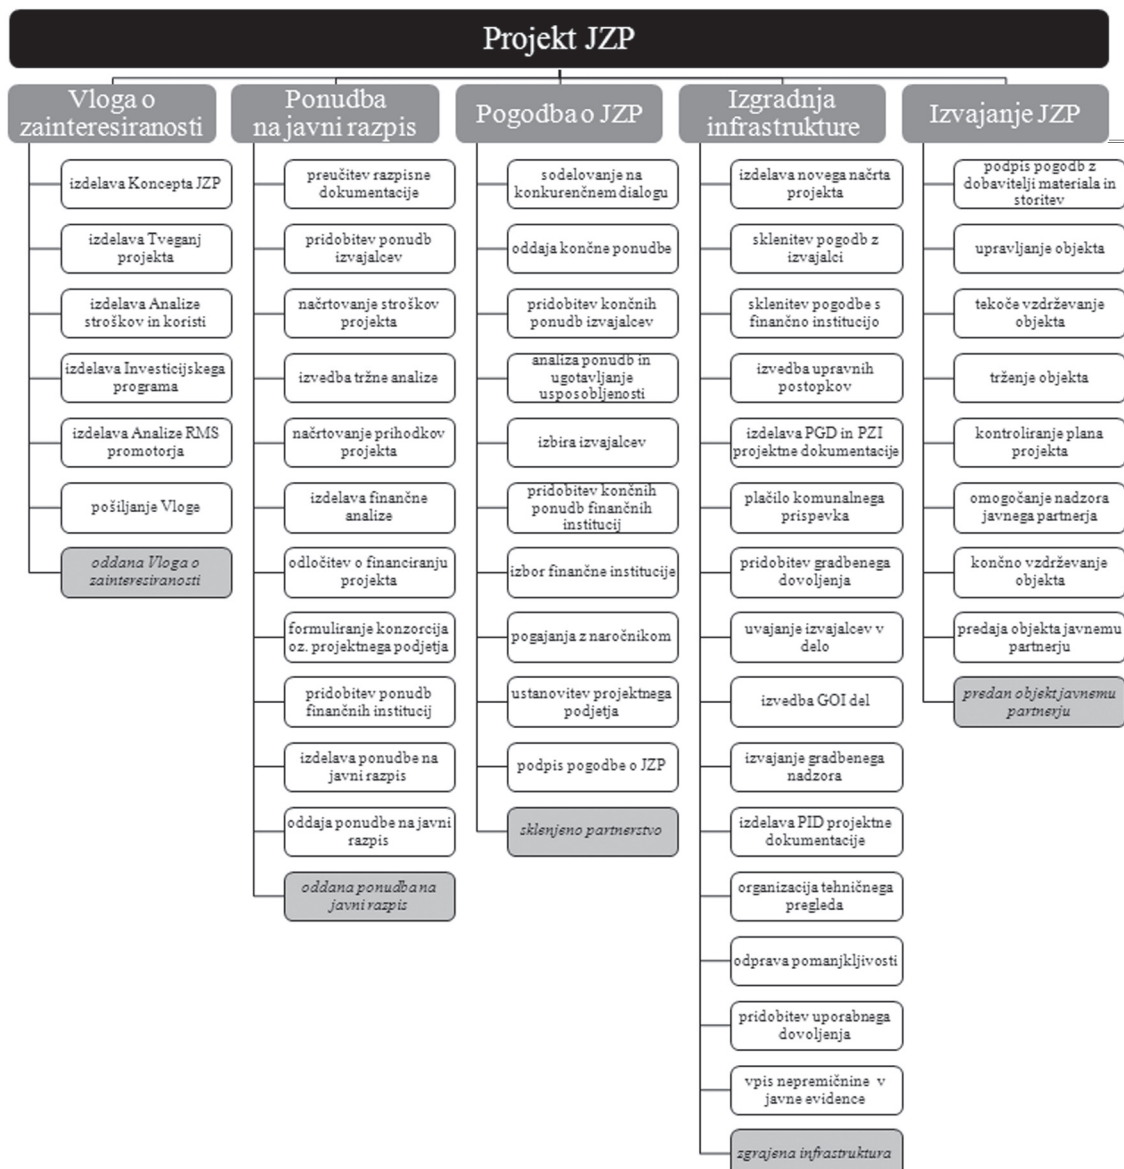 Projekt JZP
Vloga o
zainteresiranosti
izdelava Koncepta JZP
izdelava Tveganj
projekta
izdelava Analize
stroškov in koristi
izdelava Investicijskega
programa
izdelava Analize RMS
promotorja
pošiljanje Vloge
oddana Vloga o
zainteresiranosti
Ponudba
na javni razpis
preučitev razpisne
dokumentacije
pridobitev ponudb
izvajalcev
načrtovanje stroškov
projekta
izvedba tržne analize
načrtovanje prihodkov
projekta
izdelava finančne
analize
odločitev o financiranju
projekta
formuliranje konzorcija
oz. projektnega podjetja
pridobitev ponudb
finančnih institucij
izdelava ponudbe na
javni razpis
oddaja ponudbe na javni
razpis
oddana ponudba na
javni razpis
Pogodba o JZP
sodelovanje na
konkurenčnem dialogu
oddaja končne ponudbe
pridobitev končnih
ponudb izvajalcev
analiza ponudb in
ugotavljanje
usposobljenosti
izbira izvajalcev
pridobitev končnih
ponudb finančnih
institucij
izbor finančne institucije
pogajanja z naročnikom
ustanovitev projektnega
podjetja
podpis pogodbe o JZP
sklenjeno partnerstvo
Izgradnja
infrastrukture
izdelava novega načrta
projekta
sklenitev pogodb z
izvajalci
sklenitev pogodbe s
finančno institucijo
izvedba upravnih
postopkov
izdelava PGD in PZI
projektne dokumentacije
plačilo komunalnega
prispevka
pridobitev gradbenega
dovoljenja
uvajanje izvajalcev v
delo
izvedba GOI del
izvajanje gradbenega
nadzora
izdelava PID projektne
dokumentacije
organizacija tehničnega
pregleda
odprava pomanjkljivosti
pridobitev uporabnega
dovoljenja
vpis nepremičnine v
javne evidence
zgrajena infrastruktura
Izvajanje JZP
podpis pogodb z
dobavitelji materiala in
storitev
upravljanje objekta
tekoče vzdrževanje
objekta
trženje objekta
kontroliranje plana
projekta
omogočanje nadzora
javnega partnerja
končno vzdrževanje
objekta
predaja objekta javnemu
partnerju
predan objekt javnemu
partnerju